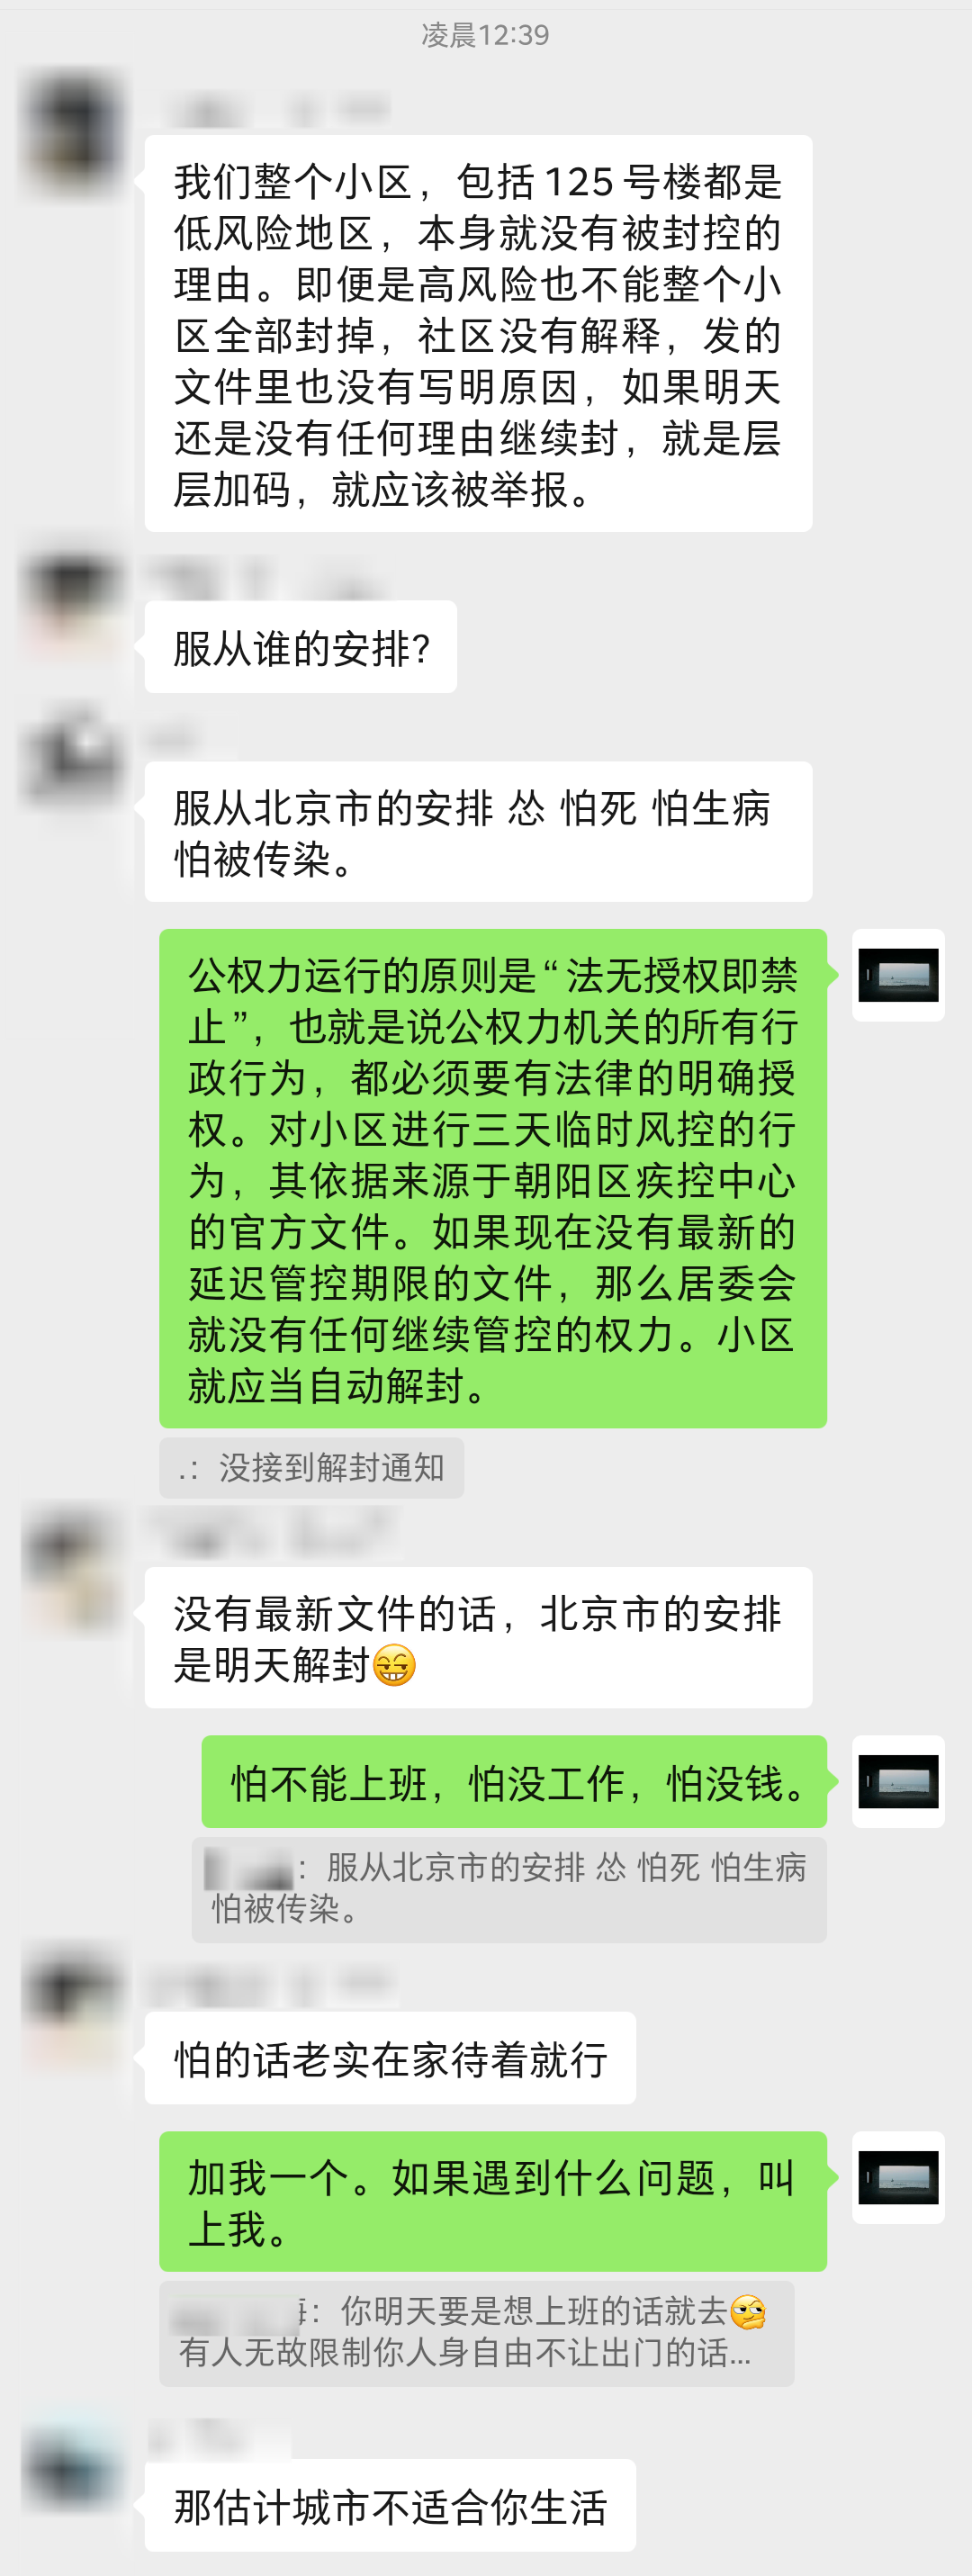 凌晨12:39
我们整个小区，包括125号楼都是
低风险地区，本身就没有被封控的
理由。即便是高风险也不能整个小
区全部封掉，社区没有解释，发的
文件里也没有写明原因，如果明天
还是没有任何理由继续封，就是层
层加码，就应该被举报。
服从谁的安排？
服从北京市的安排 怂 怕死 怕生病
怕被传染。
公权力运行的原则是“法无授权即禁
止”，也就是说公权力机关的所有行
政行为，都必须要有法律的明确授
权。对小区进行三天临时风控的行
为，其依据来源于朝阳区疾控中心
的官方文件。如果现在没有最新的
延迟管控期限的文件，那么居委会
就没有任何继续管控的权力。小区
就应当自动解封。
.：没接到解封通知
没有最新文件的话，北京市的安排
是明天解封😁
怕不能上班，怕没工作，怕没钱。
：服从北京市的安排 怂 怕死 怕生病
怕被传染。
怕的话老实在家待着就行
加我一个。如果遇到什么问题，叫
上我。
：你明天要是想上班的话就去
有人无故限制你人身自由不让出门的话...
那估计城市不适合你生活